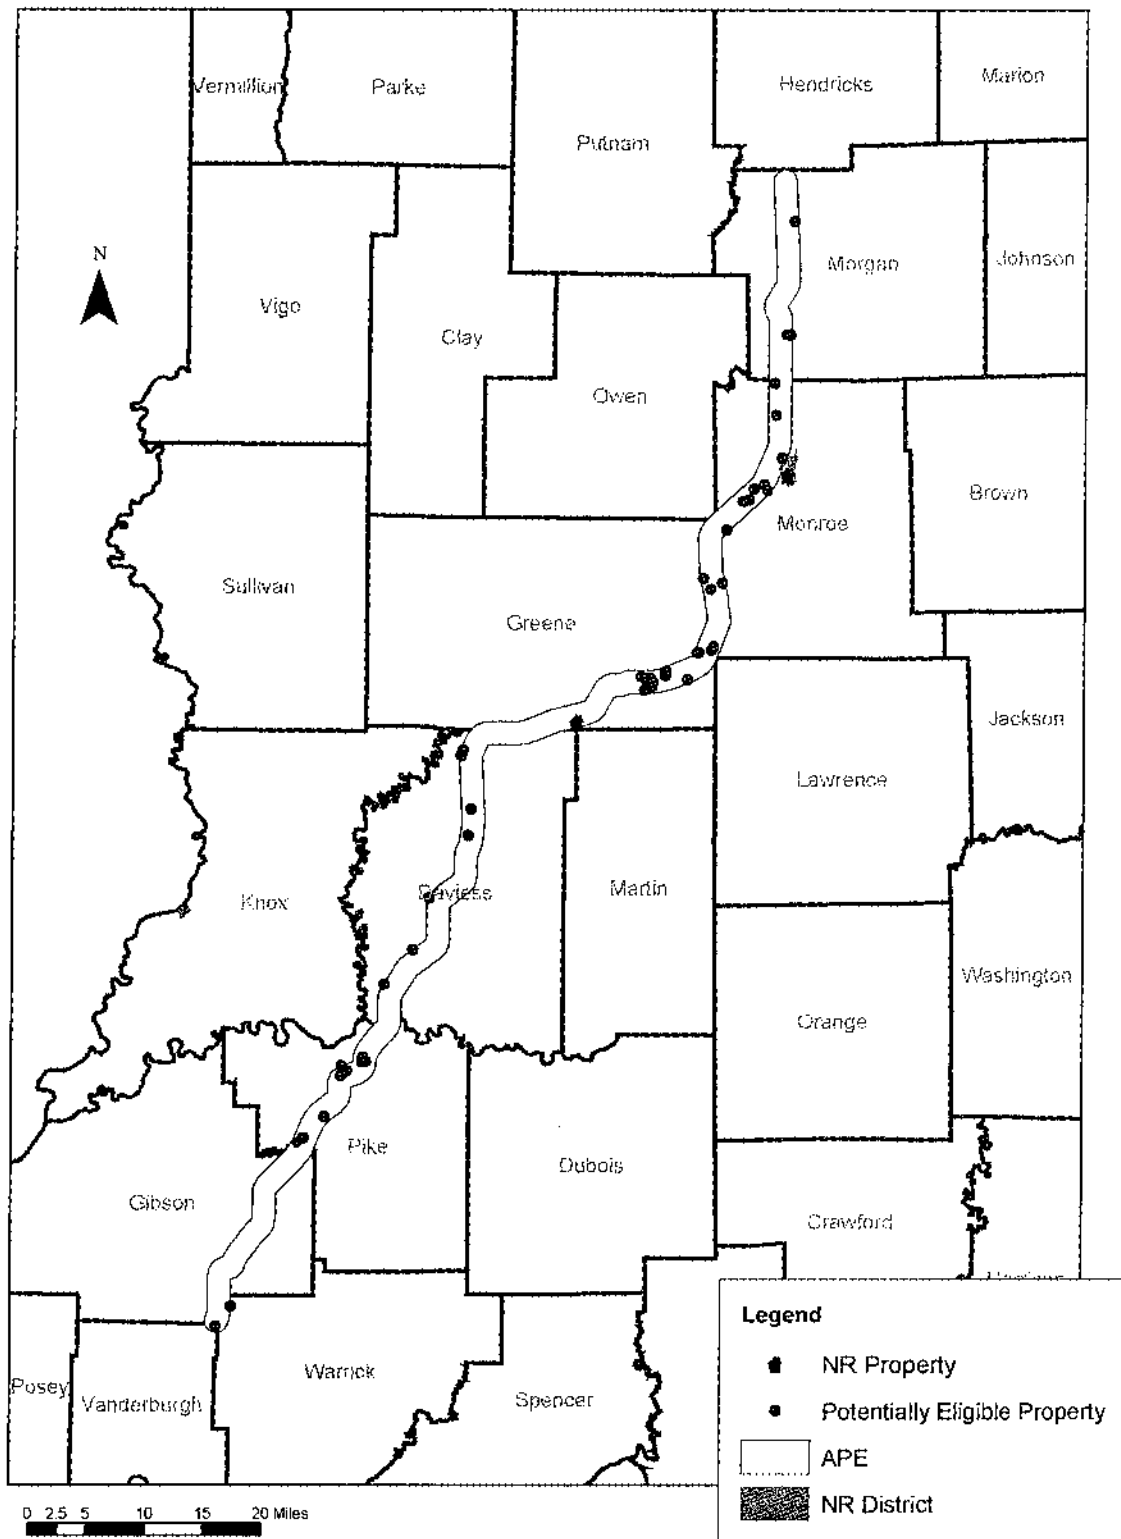 Vermillion
Parke
Hendricks
Marion
Putnam
N
Vigo
Clay
Morgan
Johnson
Owen
Brown
Monroe
Sullivan
Greene
Jackson
Lawrence
Knox
Daviess
Martin
Washington
Orange
Pike
Dubois
Gibson
Crawford
Posey
Vanderburgh
Warrick
Spencer
Legend
NR Property
Potentially Eligible Property
APE
NR District
0 2.5 5 10 15 20 Miles